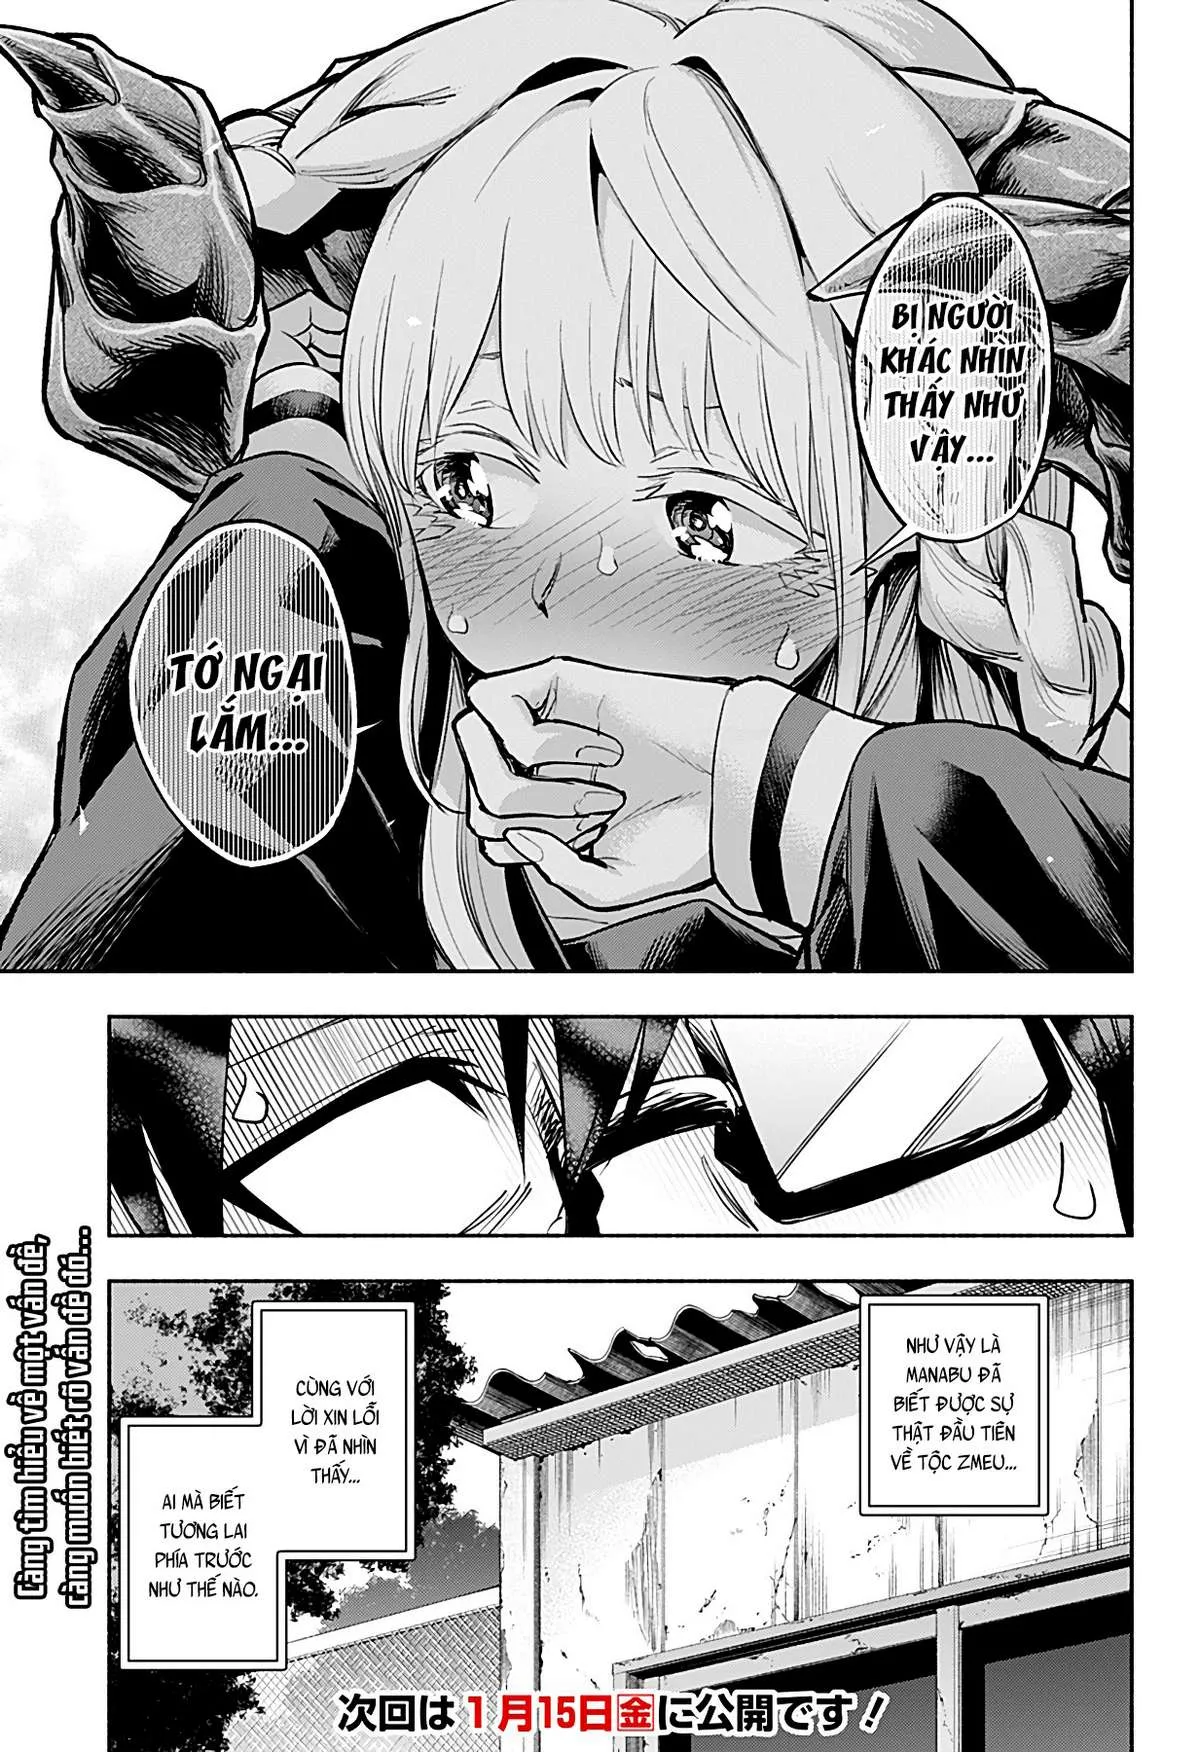 BỊ NGƯỜI
KHÁC NHÌN
THẤY NHƯ
VẬY...
TỚ NGẠI
LẮM...
NHƯ VẬY LÀ
MANABU ĐÃ
BIẾT ĐƯỢC SỰ
THẬT ĐẦU TIÊN
VỀ TỘC ZMEU...
CÙNG VỚI
LỜI XIN LỖI
VÌ ĐÃ NHÌN
THẤY...
AI MÀ BIẾT
TƯƠNG LAI
PHÍA TRƯỚC
NHƯ THẾ NÀO.
Càng tìm hiểu về một vấn đề,
càng muốn biết rõ vấn đề đó...
次回は1月15日金に公開です！